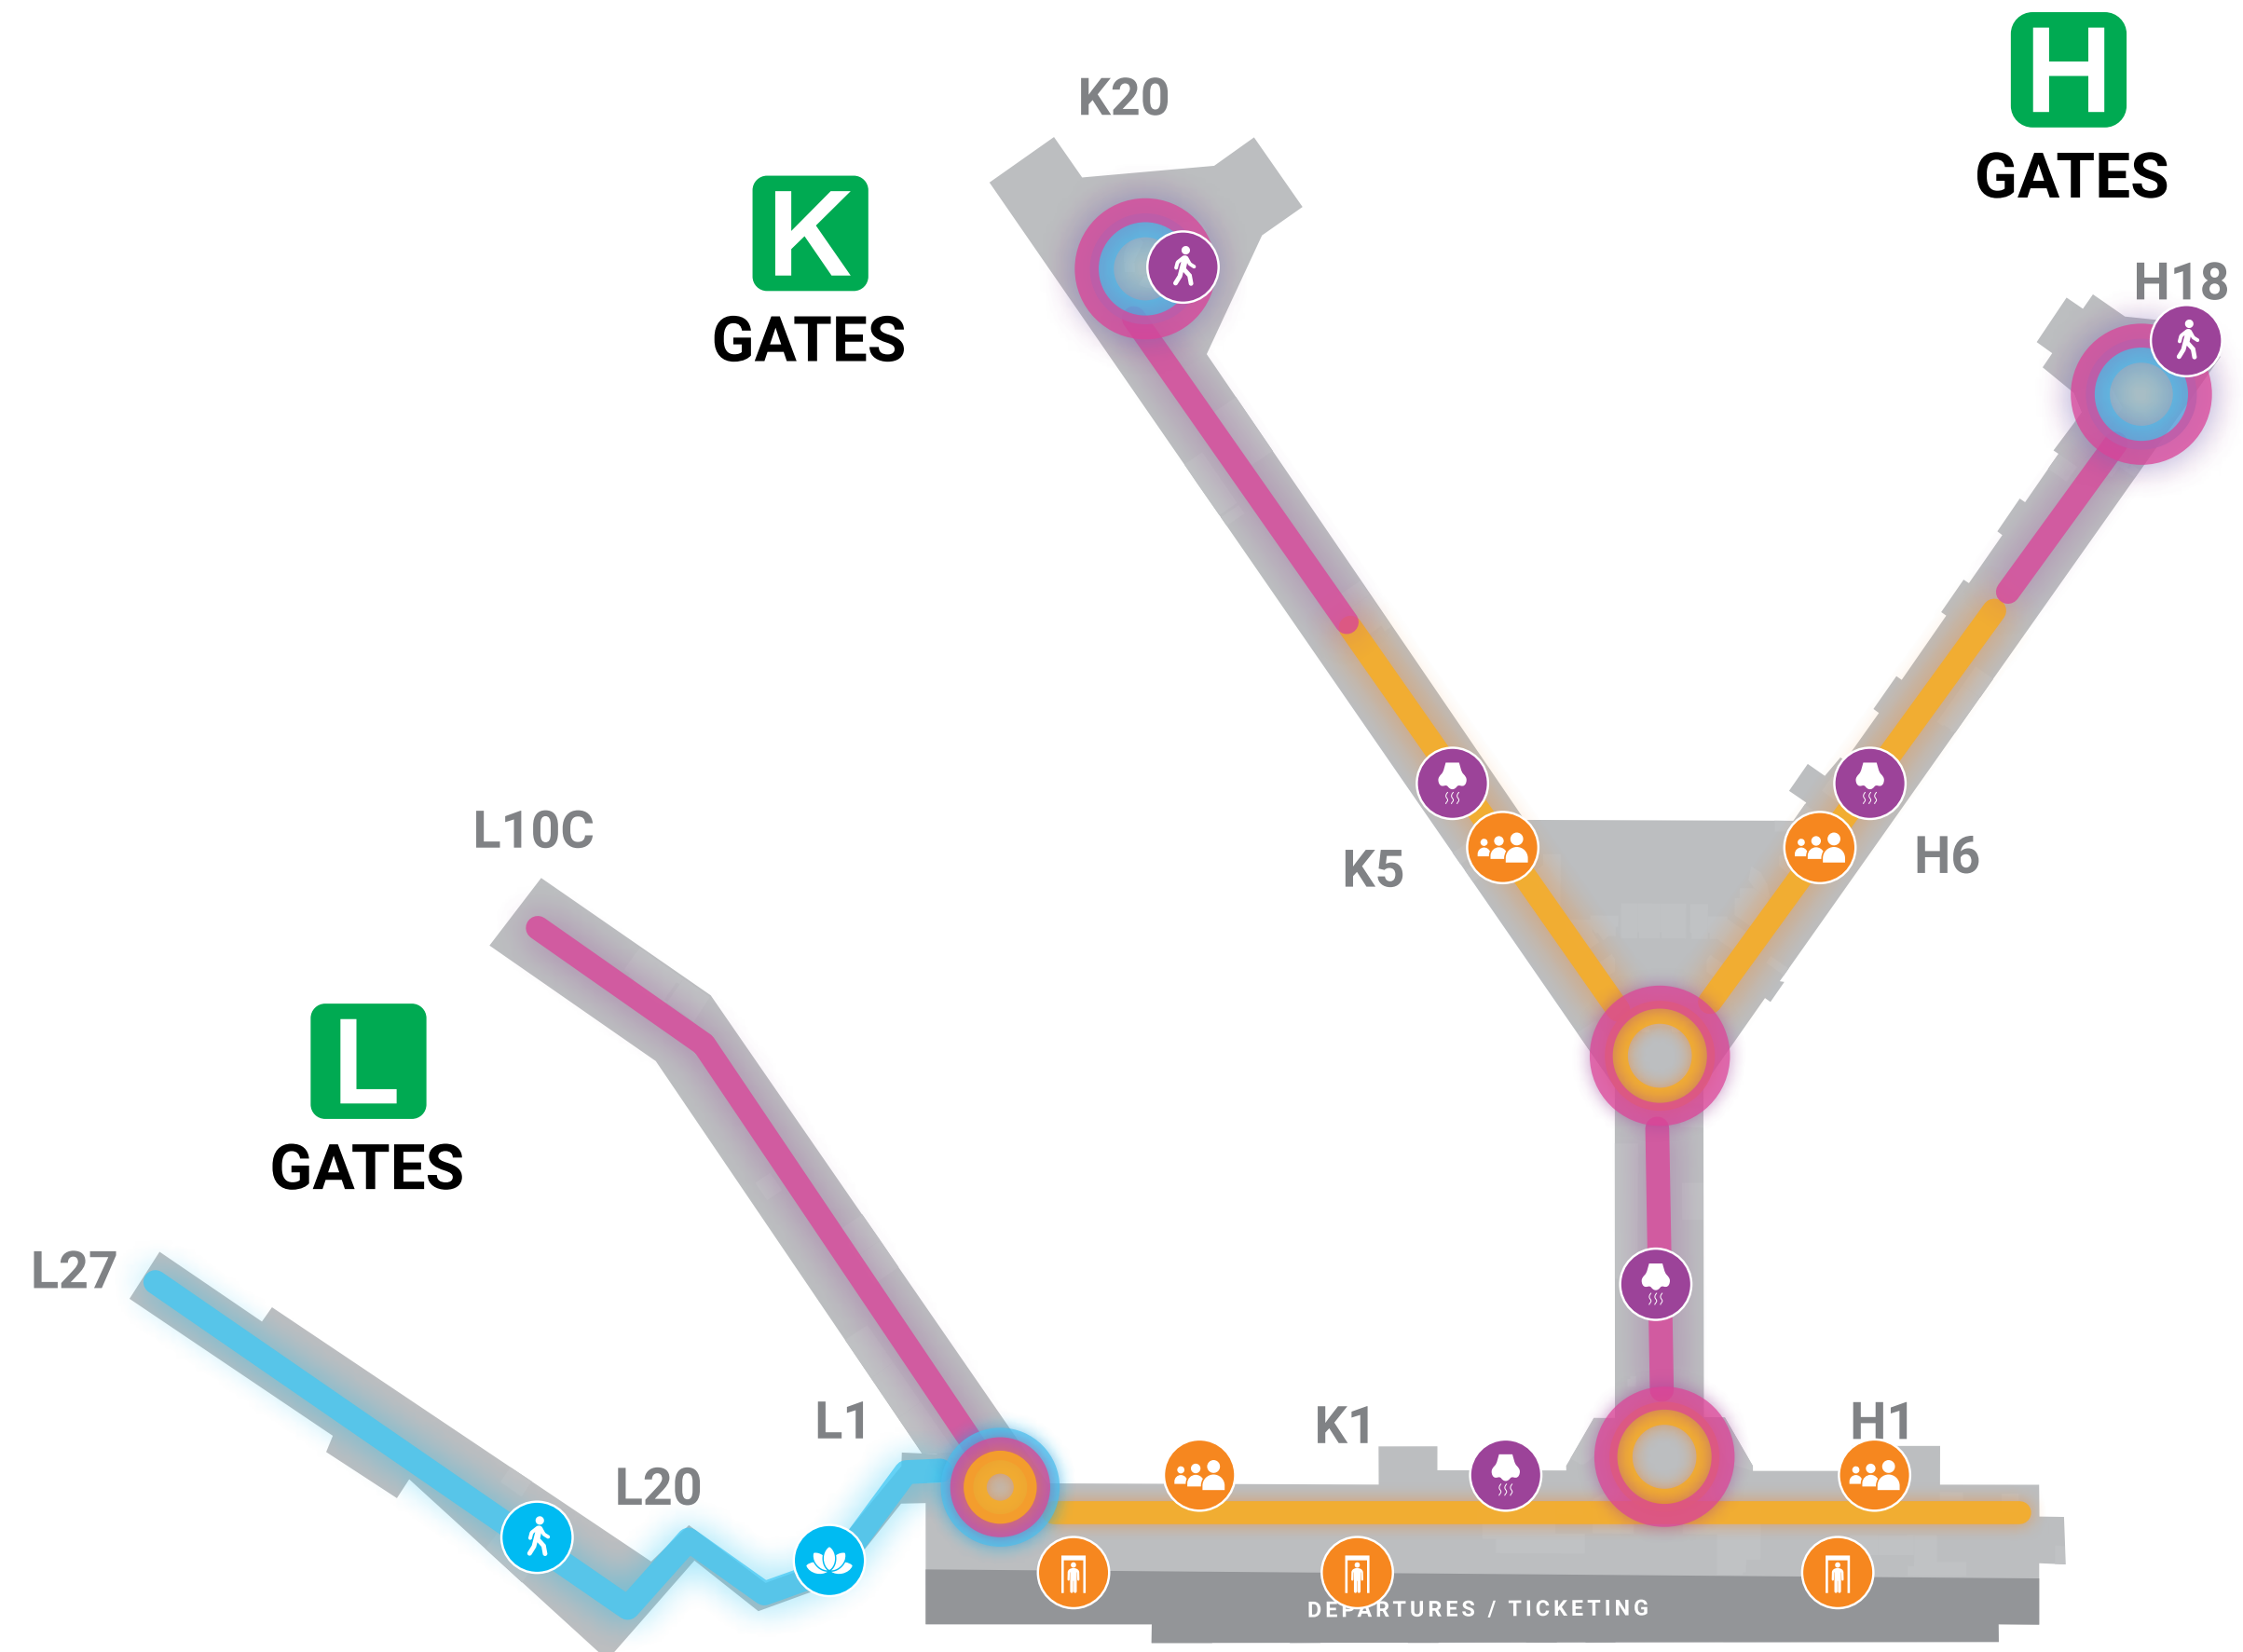 H
GATES
K20
K
GATES
H18
L10C
K5
H6
L
GATES
L27
L1
K1
H1
L20
DEPARTURES / TICKETING